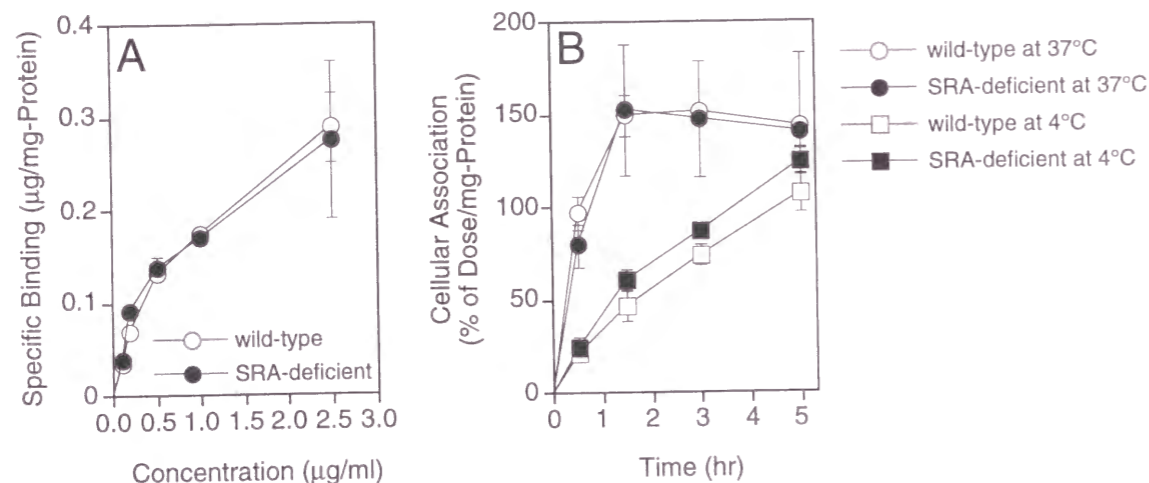 A
Specific Binding (μg/mg-Protein)
0.4
0.3
0.2
0.1
0
wild-type
SRA-deficient
0.0 0.5 1.0 1.5 2.0 2.5 3.0
Concentration (μg/ml)
B
Cellular Association
(% of Dose/mg-Protein)
200
150
100
50
0
0 1 2 3 4 5
Time (hr)
wild-type at 37°C
SRA-deficient at 37°C
wild-type at 4°C
SRA-deficient at 4°C